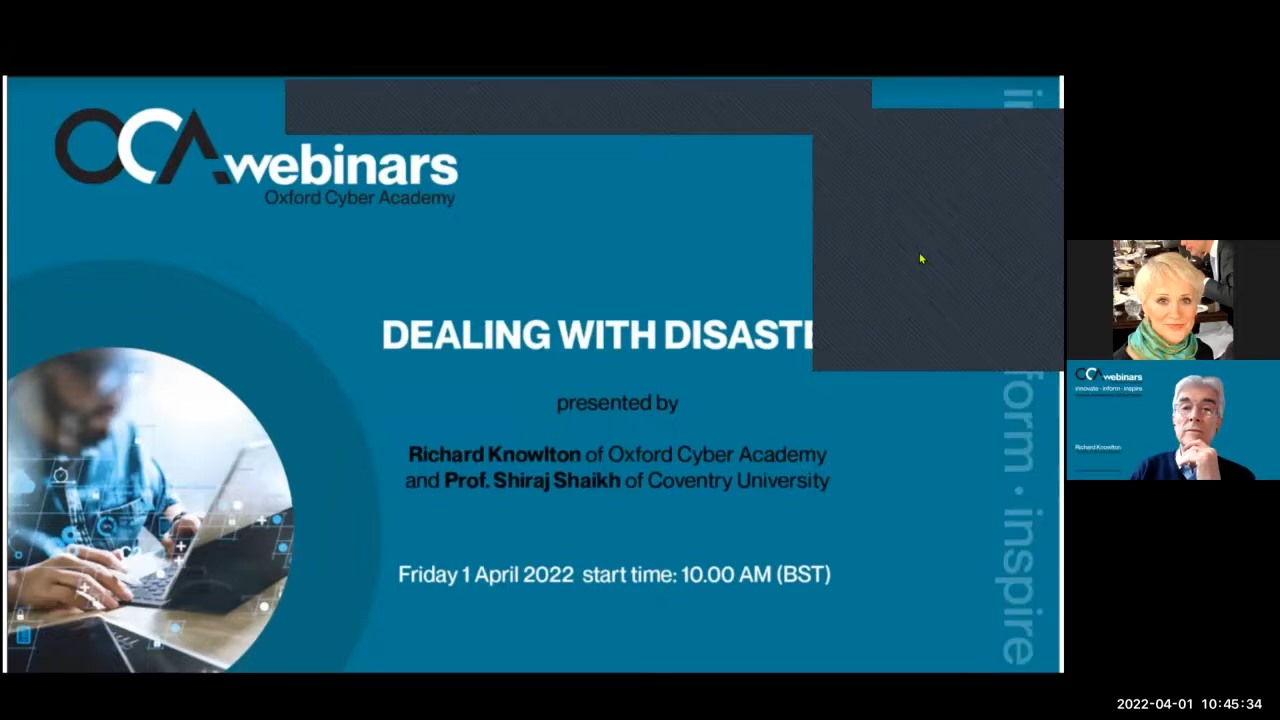 OCA webinars
Oxford Cyber Academy
DEALING WITH DISASTE
presented by
Richard Knowlton of Oxford Cyber Academy
and Prof. Shiraj Shaikh of Coventry University
Friday 1 April 2022 start time: 10.00 AM (BST)
form · inspire
OCA webinars
innovate · inform · inspire
Richard Knowlton
2022-04-01 10:45:34